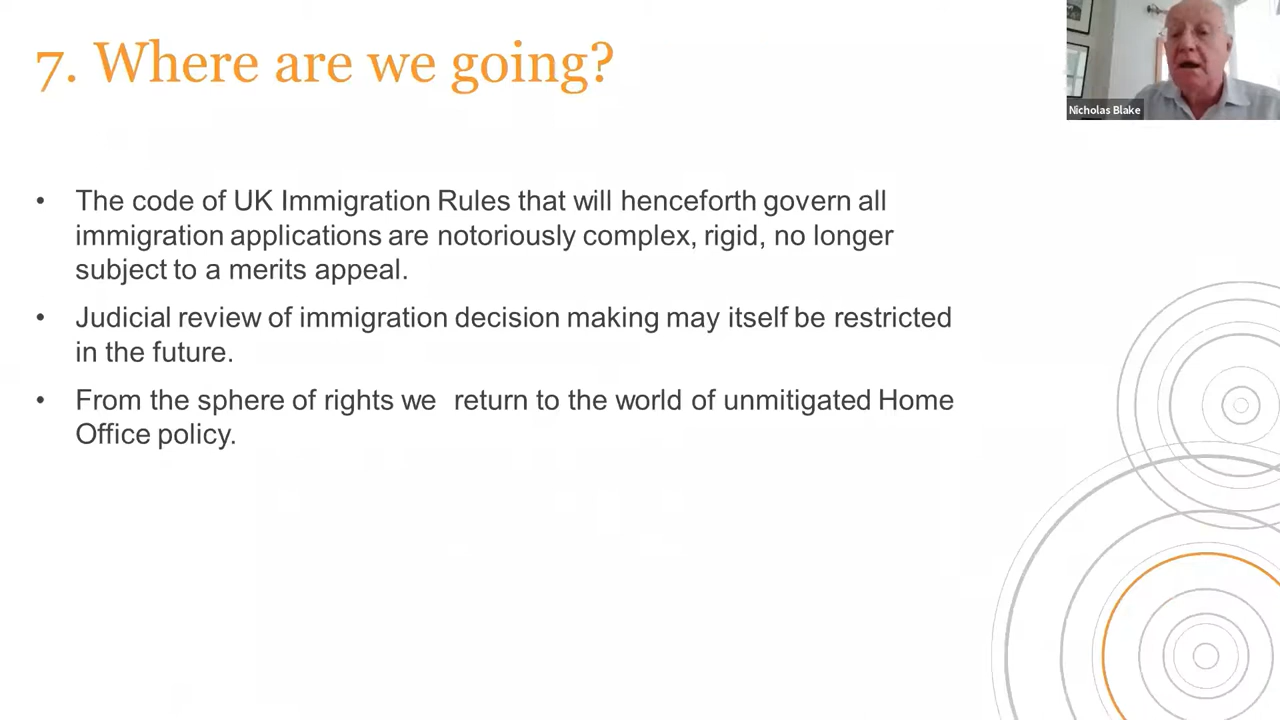 7. Where are we going?
Nicholas Blake
• The code of UK Immigration Rules that will henceforth govern all
immigration applications are notoriously complex, rigid, no longer
subject to a merits appeal.
• Judicial review of immigration decision making may itself be restricted
in the future.
• From the sphere of rights we return to the world of unmitigated Home
Office policy.